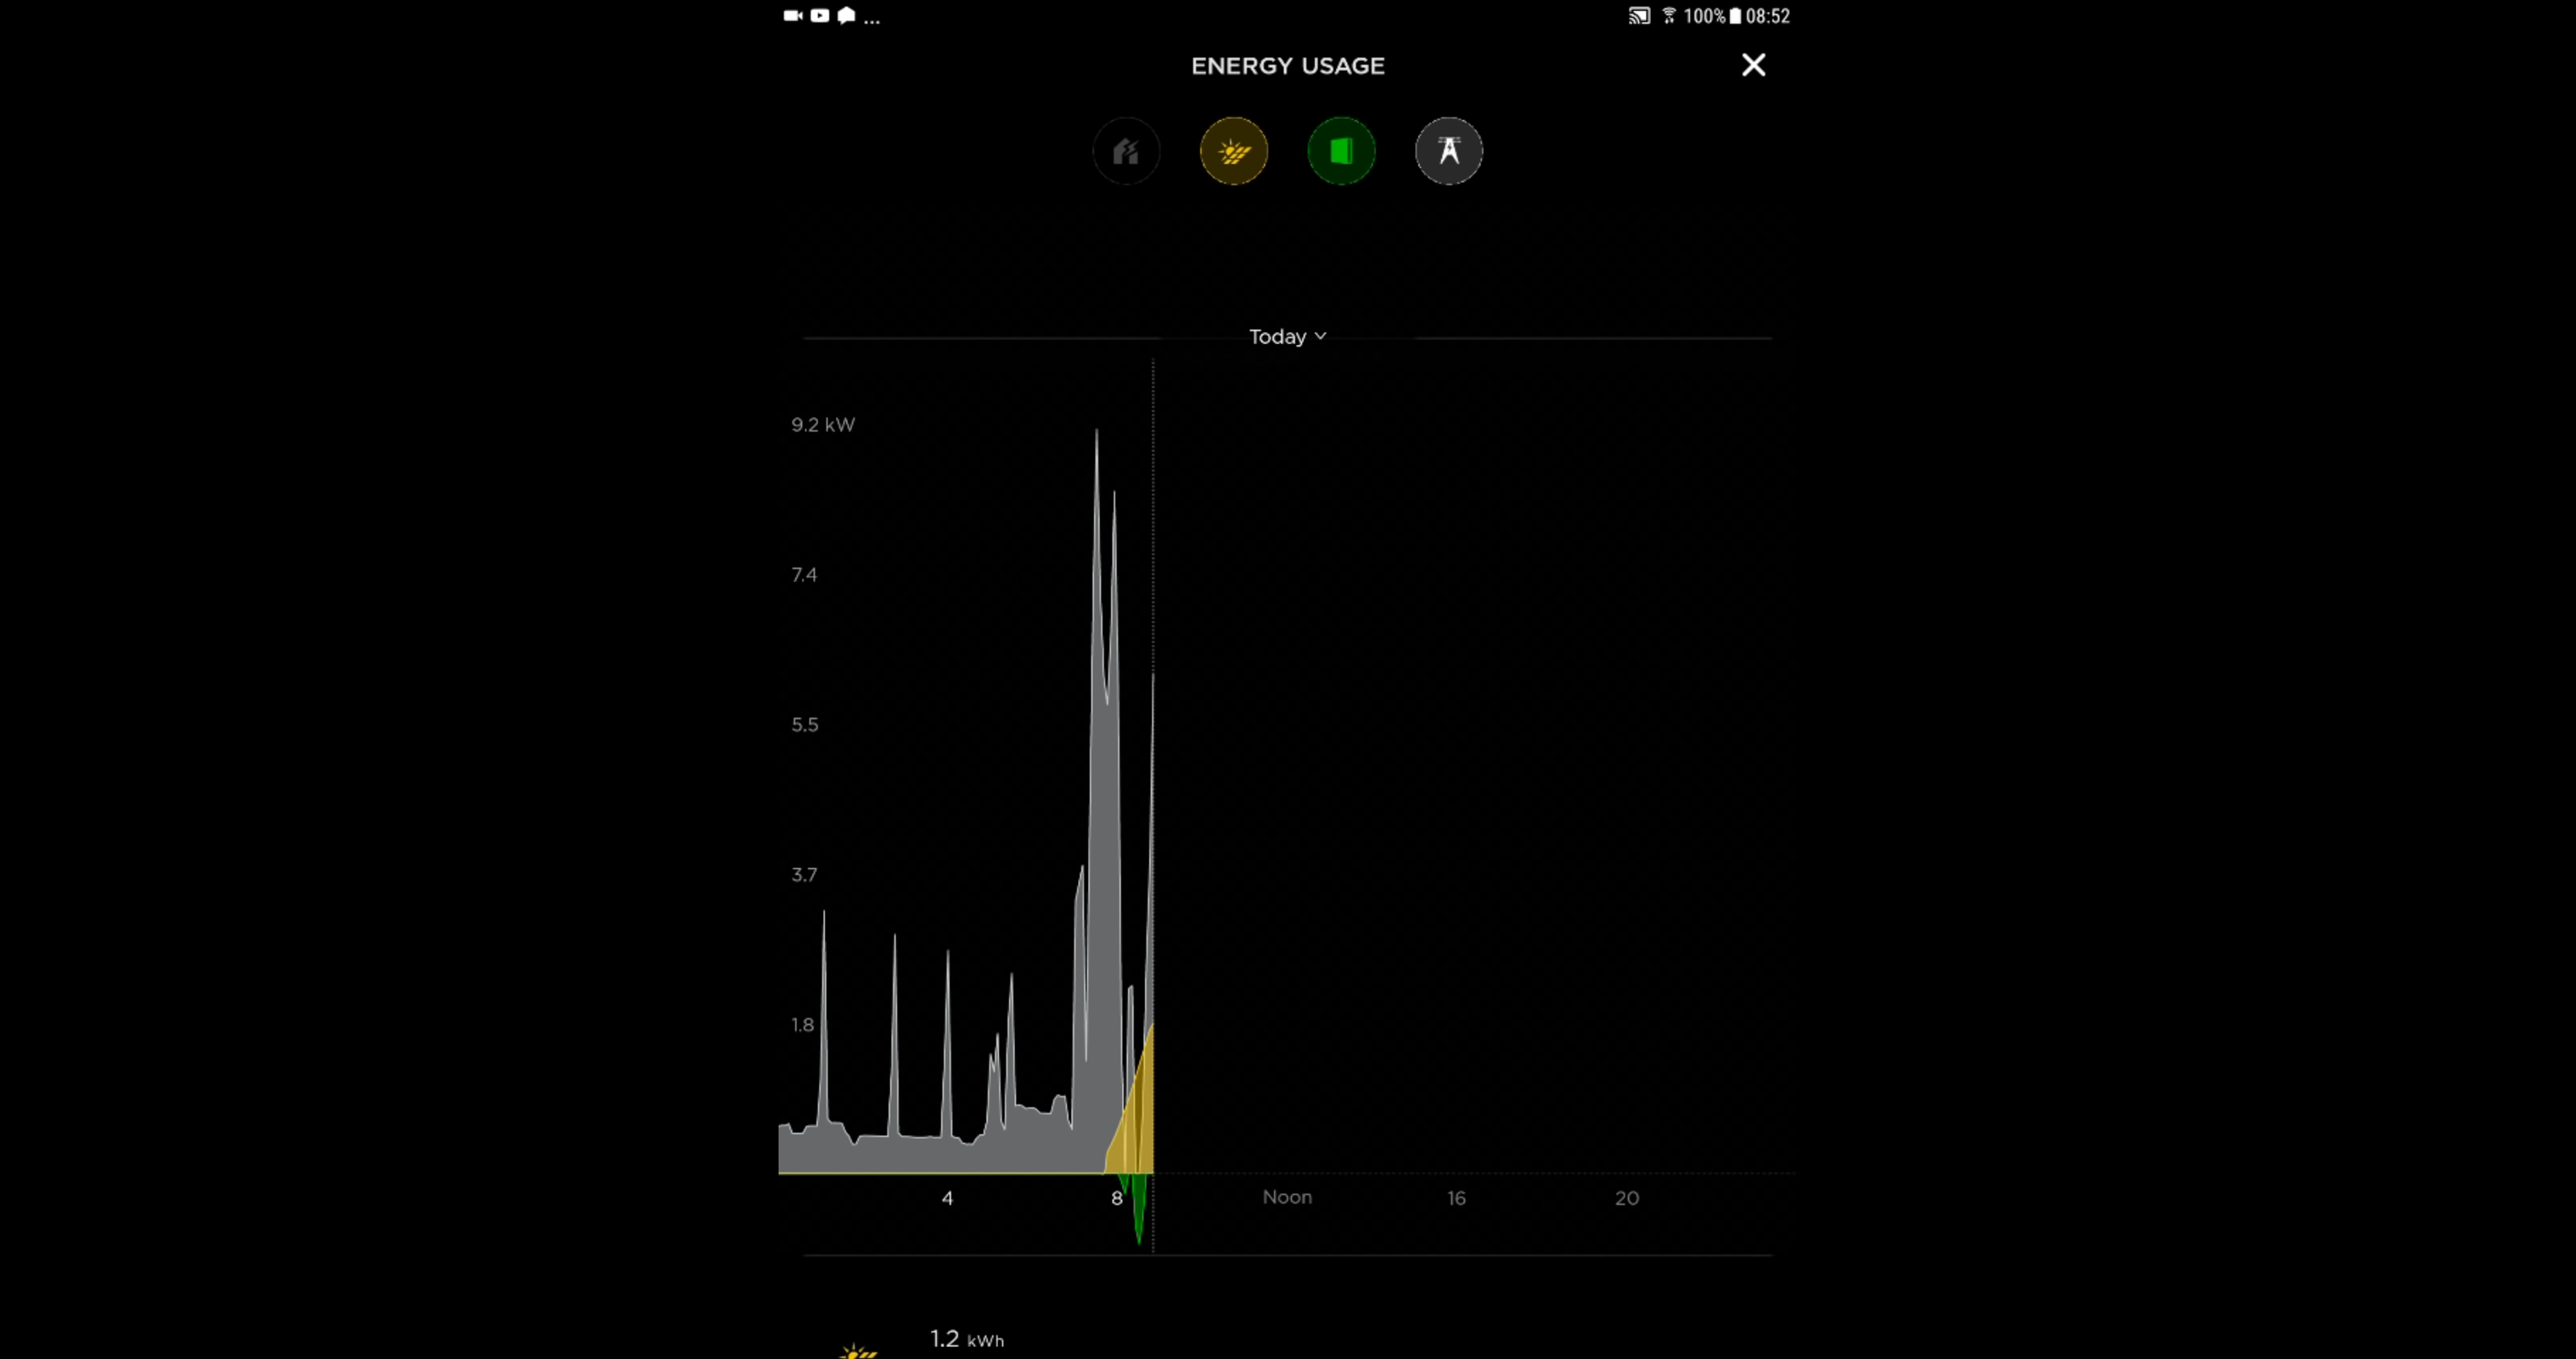 ... 100% 08:52
ENERGY USAGE
Today
9.2 kW
7.4
5.5
3.7
1.8
4 8 Noon 16 20
1.2 kWh